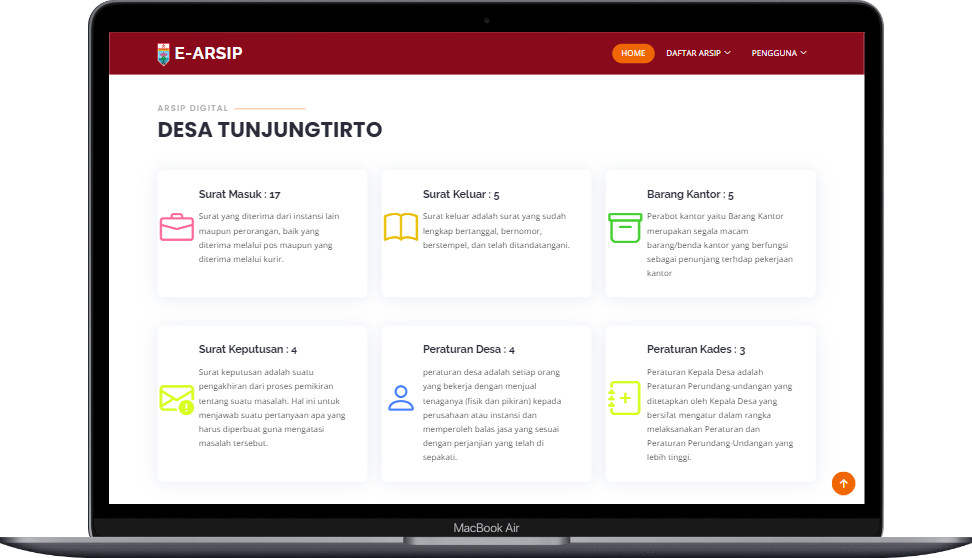 E-ARSIP
HOME
DAFTAR ARSIP
PENGGUNA
ARSIP DIGITAL
DESA TUNJUNGTIRTO
Surat Masuk : 17
Surat yang diterima dari instansi lain
maupun perorangan, baik yang
diterima melalui pos maupun yang
diterima melalui kurir.
Surat Keluar : 5
Surat keluar adalah surat yang sudah
lengkap bertanggal, bernomor,
berstempel, dan telah ditandatangani.
Barang Kantor : 5
Perabot kantor yaitu Barang Kantor
merupakan segala macam
barang/benda kantor yang berfungsi
sebagai penunjang terhdap pekerjaan
kantor
Surat Keputusan : 4
Surat keputusan adalah suatu
pengakhiran dari proses pemikiran
tentang suatu masalah. Hal ini untuk
menjawab suatu pertanyaan apa yang
harus diperbuat guna mengatasi
masalah tersebut.
Peraturan Desa : 4
peraturan desa adalah setiap orang
yang bekerja dengan menjual
tenaganya (fisik dan pikiran) kepada
perusahaan atau instansi dan
memperoleh balas jasa yang sesuai
dengan perjanjian yang telah di
sepakati.
Peraturan Kades : 3
Peraturan Kepala Desa adalah
Peraturan Perundang-undangan yang
ditetapkan oleh Kepala Desa yang
bersifat mengatur dalam rangka
melaksanakan Peraturan dan
Peraturan Perundang-Undangan yang
lebih tinggi.
MacBook Air